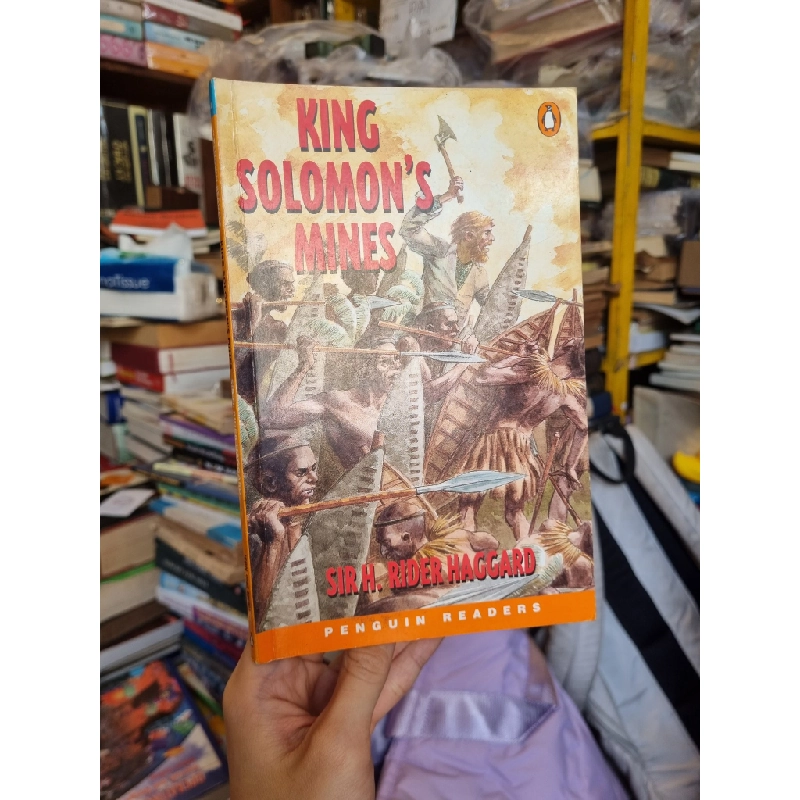 KING
SOLOMON'S
MINES
SIR H. RIDER HAGGARD
PENGUIN READERS